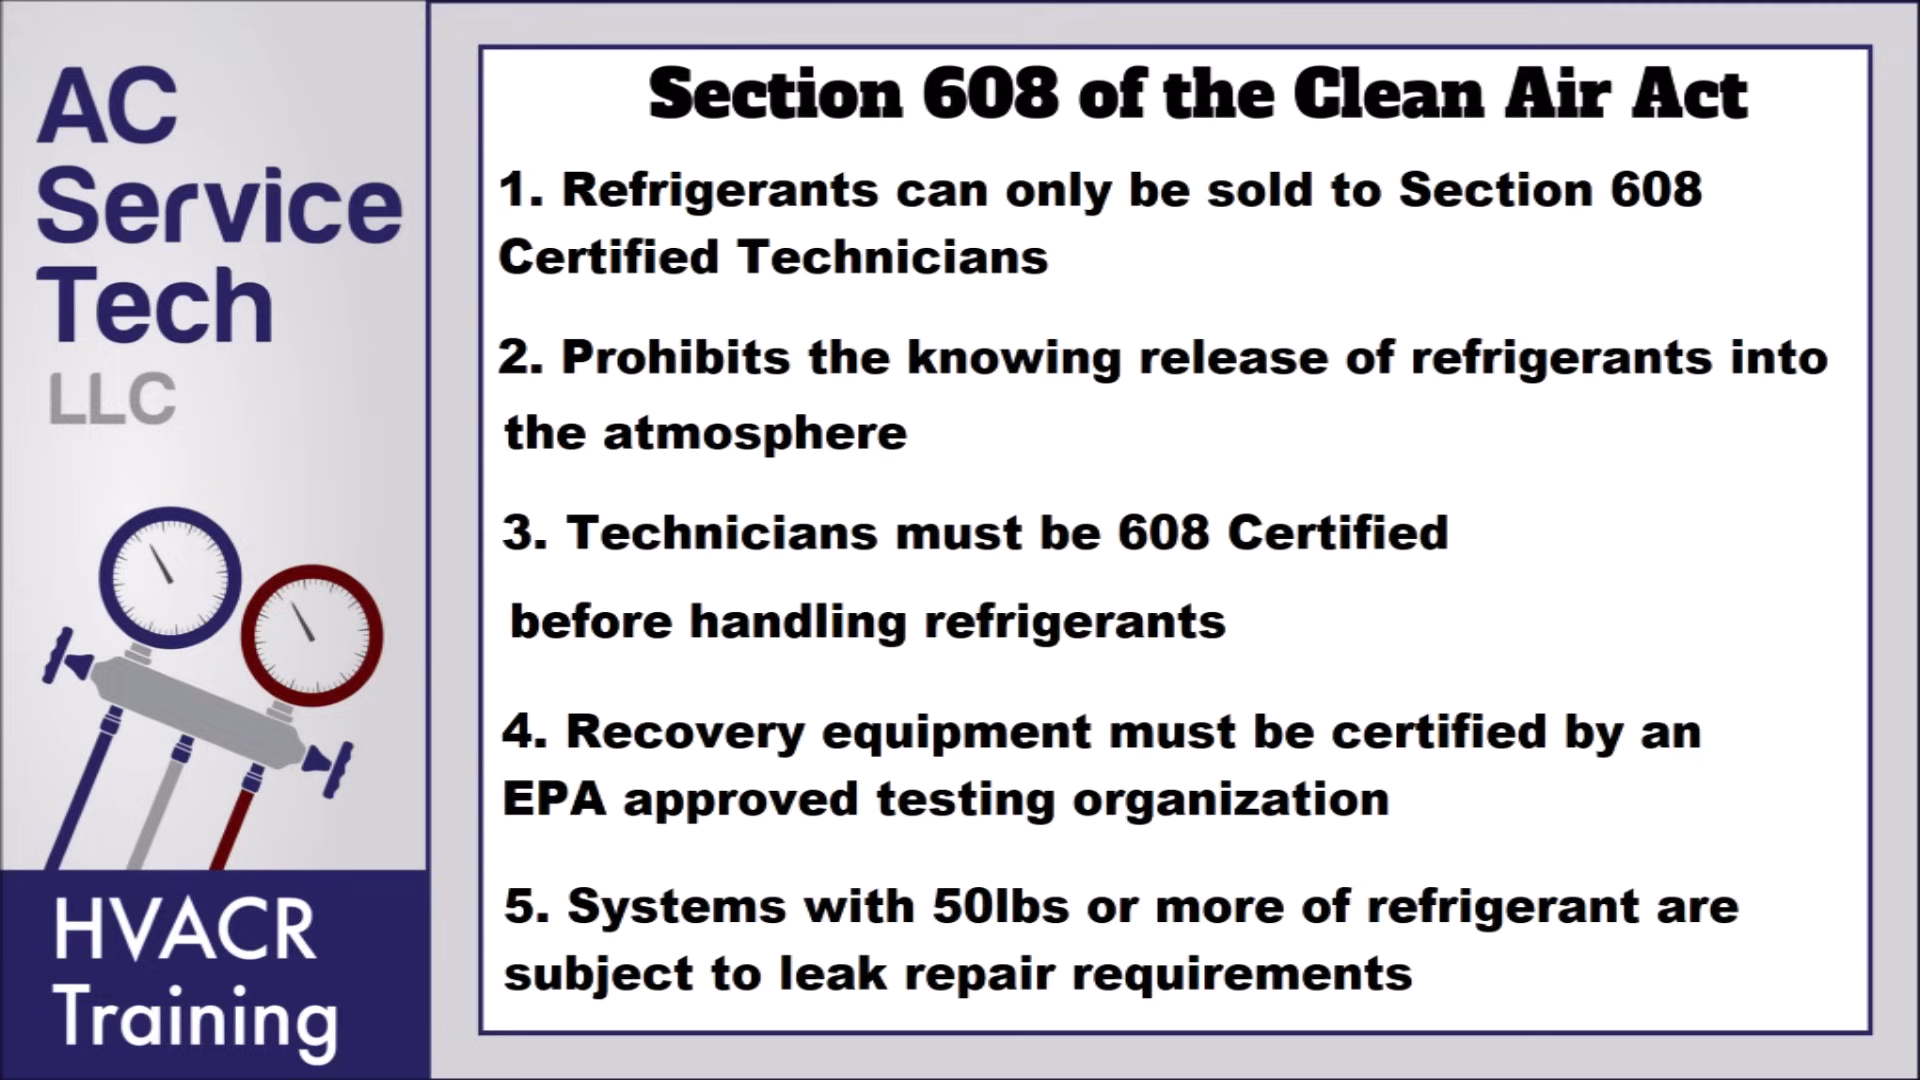 AC
Service
Tech
LLC
HVACR
Training
Section 608 of the Clean Air Act
1. Refrigerants can only be sold to Section 608
Certified Technicians
2. Prohibits the knowing release of refrigerants into
the atmosphere
3. Technicians must be 608 Certified
before handling refrigerants
4. Recovery equipment must be certified by an
EPA approved testing organization
5. Systems with 50lbs or more of refrigerant are
subject to leak repair requirements